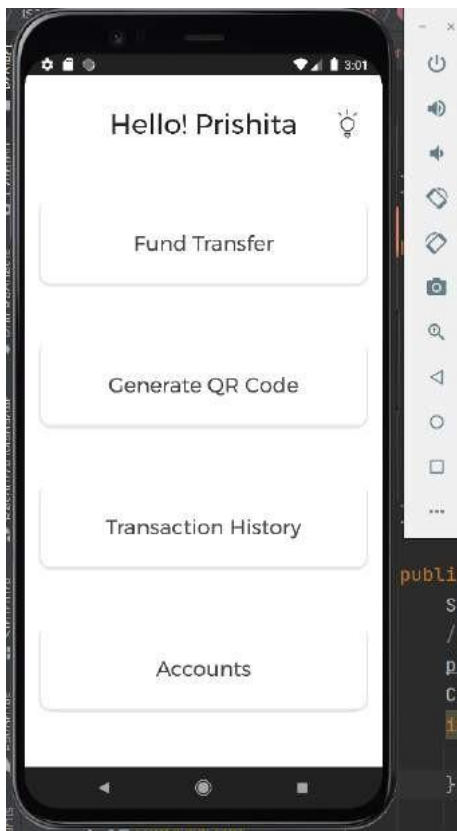 3:01
Hello! Prishita
Fund Transfer
Generate QR Code
Transaction History
Accounts
publi
S
/
p
C
i
}